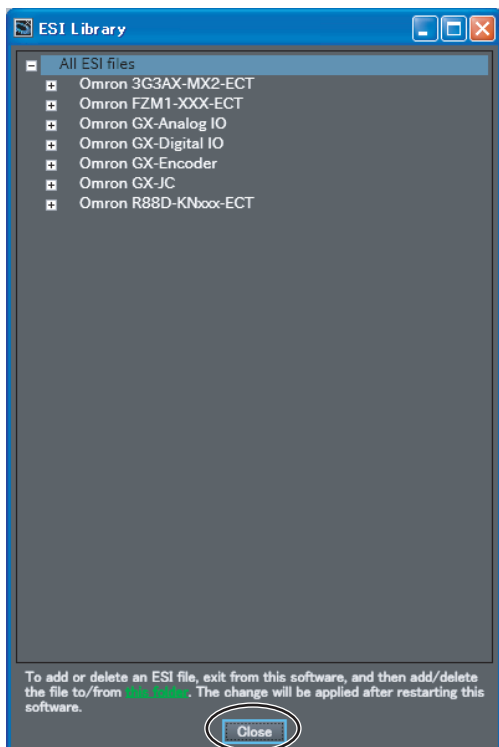 ESI Library
All ESI files
Omron 3G3AX-MX2-ECT
Omron FZM1-XXX-ECT
Omron GX-Analog IO
Omron GX-Digital IO
Omron GX-Encoder
Omron GX-JC
Omron R88D-KNxxx-ECT
To add or delete an ESI file, exit from this software, and then add/delete
the file to/from this folder. The change will be applied after restarting this
software.
Close